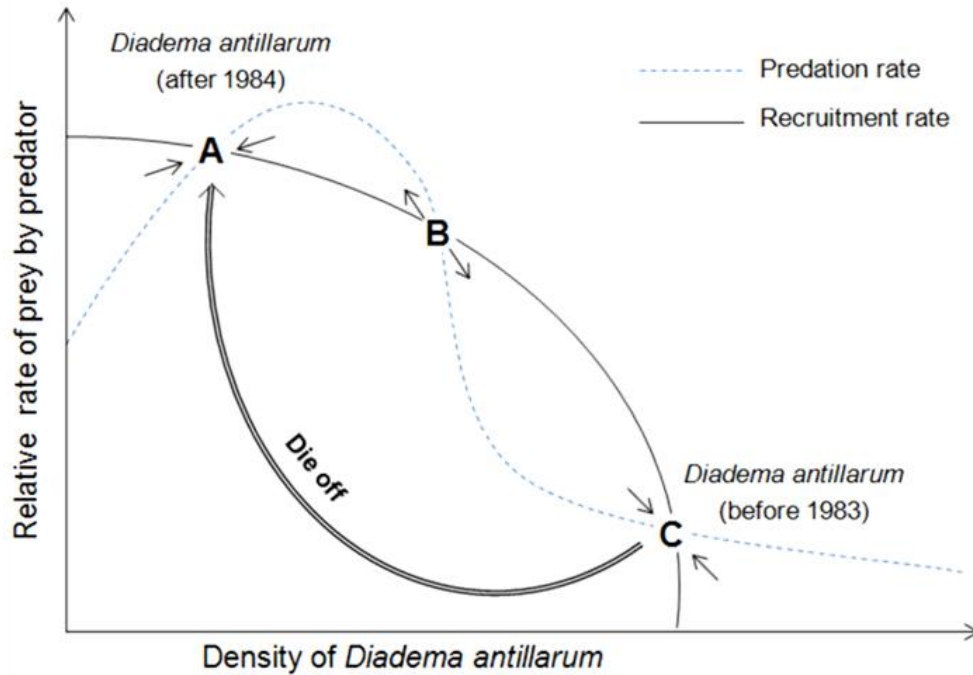 Diadema antillarum
(after 1984)
Predation rate
Recruitment rate
A
B
Relative rate of prey by predator
Die off
Diadema antillarum
(before 1983)
C
Density of Diadema antillarum